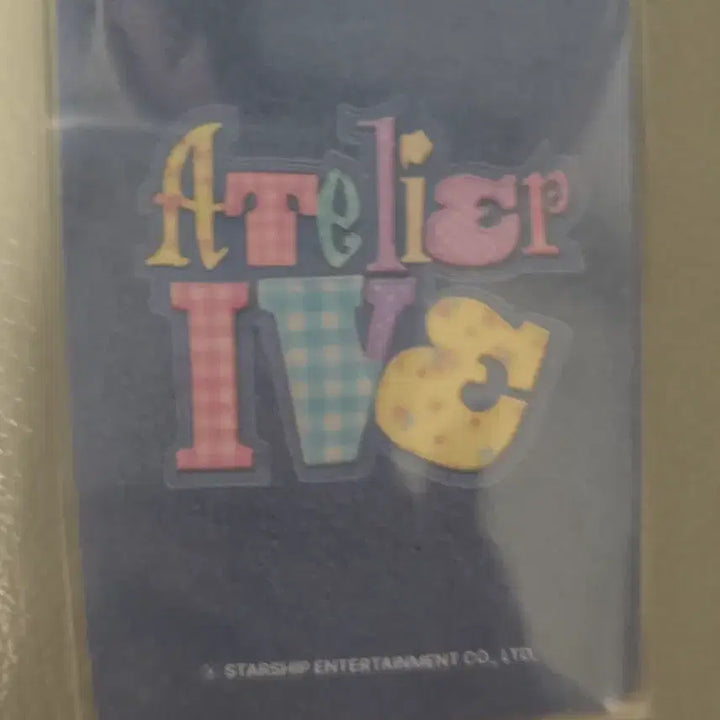 Atelier
IVE
© STARSHIP ENTERTAINMENT CO., LTD.